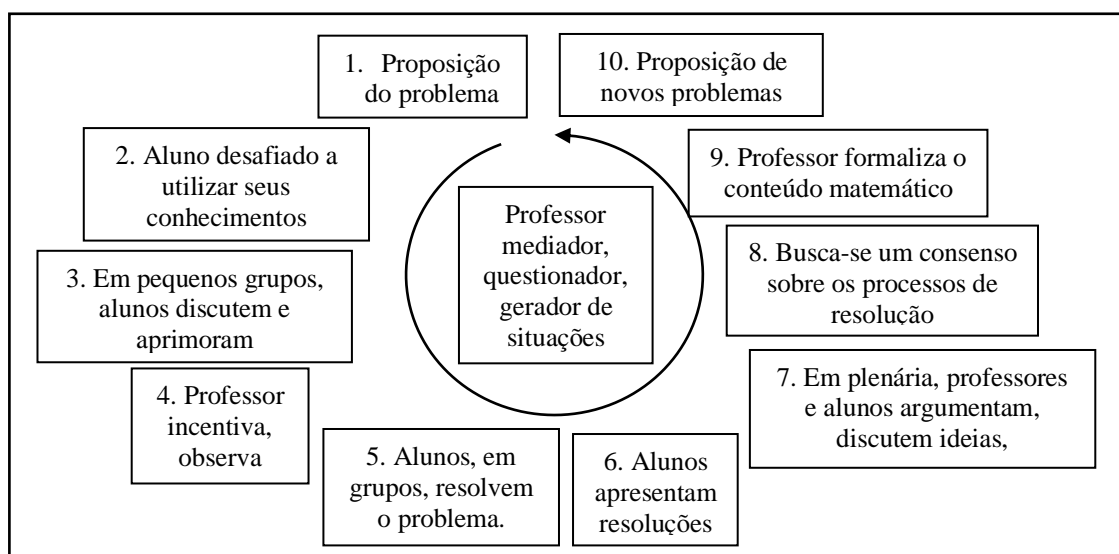 1. Proposição
do problema
10. Proposição de
novos problemas
2. Aluno desafiado a
utilizar seus
conhecimentos
9. Professor formaliza o
conteúdo matemático
Professor
mediador,
questionador,
gerador de
situações
3. Em pequenos grupos,
alunos discutem e
aprimoram
8. Busca-se um consenso
sobre os processos de
resolução
4. Professor
incentiva,
observa
7. Em plenária, professores
e alunos argumentam,
discutem ideias,
5. Alunos, em
grupos, resolvem
o problema.
6. Alunos
apresentam
resoluções